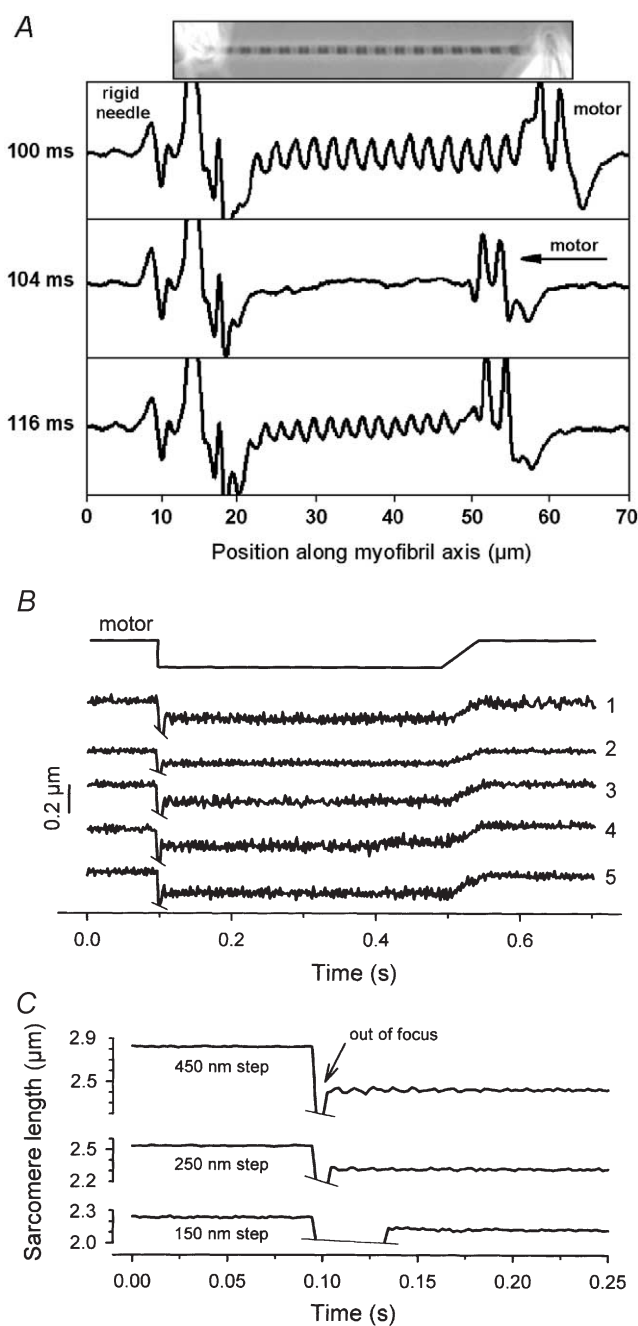 A
rigid
needle
motor
100 ms
motor
104 ms
116 ms
0 10 20 30 40 50 60 70
Position along myofibril axis (µm)
B
motor
1
2
3
4
5
0.2 µm
0.0 0.2 0.4 0.6
Time (s)
C
Sarcomere length (µm)
2.9
2.5
out of focus
450 nm step
2.5
2.2
250 nm step
2.3
2.0
150 nm step
0.00 0.05 0.10 0.15 0.20 0.25
Time (s)